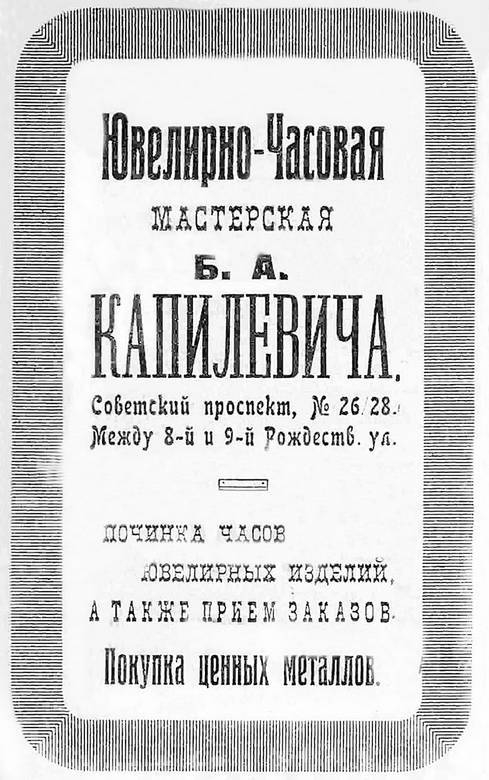 Ювелирно-Часовая
МАСТЕРСКАЯ
Б. А.
КАПИЛЕВИЧА.
Советский проспект, № 26/28.
Между 8-й и 9-й Рождеств. ул.
ПОЧИНКА ЧАСОВ
ЮВЕЛИРНЫХ ИЗДЕЛИЙ,
А ТАКЖЕ ПРИЕМ ЗАКАЗОВ.
Покупка ценных металлов.